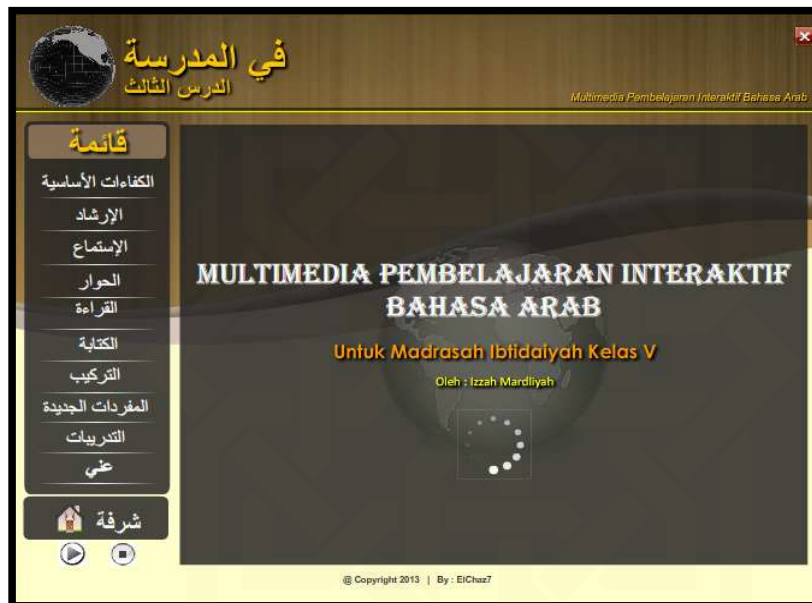 في المدرسة
الدرس الثالث
Multimedia Pembelajaran Interaktif Bahasa Arab
قائمة
الكفاءات الأساسية
الإرشاد
الإستماع
الحوار
القراءة
الكتابة
التركيب
المفردات الجديدة
التدريبات
عني
شرفة
MULTIMEDIA PEMBELAJARAN INTERAKTIF
BAHASA ARAB
Untuk Madrasah Ibtidaiyah Kelas V
Oleh : Izzah Mardliyah
@ Copyright 2013 | By : ElChaz7